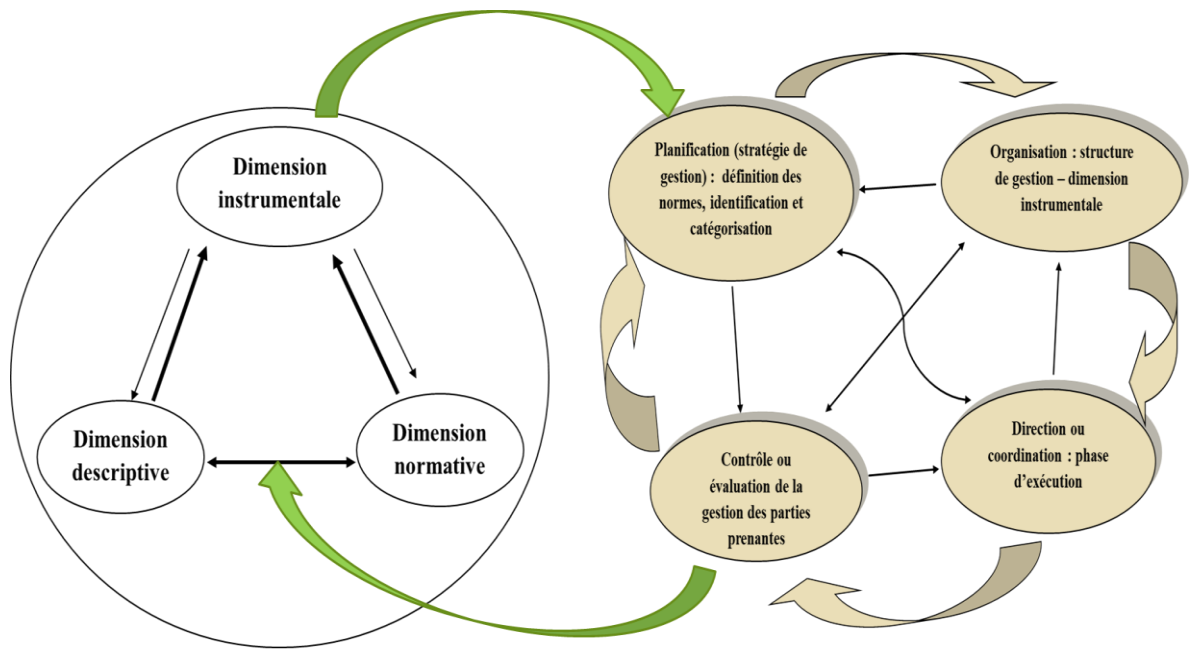 Dimension
instrumentale
Dimension
descriptive
Dimension
normative
Planification (stratégie de
gestion) : définition des
normes, identification et
catégorisation
Organisation : structure
de gestion – dimension
instrumentale
Contrôle ou
évaluation de la
gestion des parties
prenantes
Direction ou
coordination : phase
d’exécution